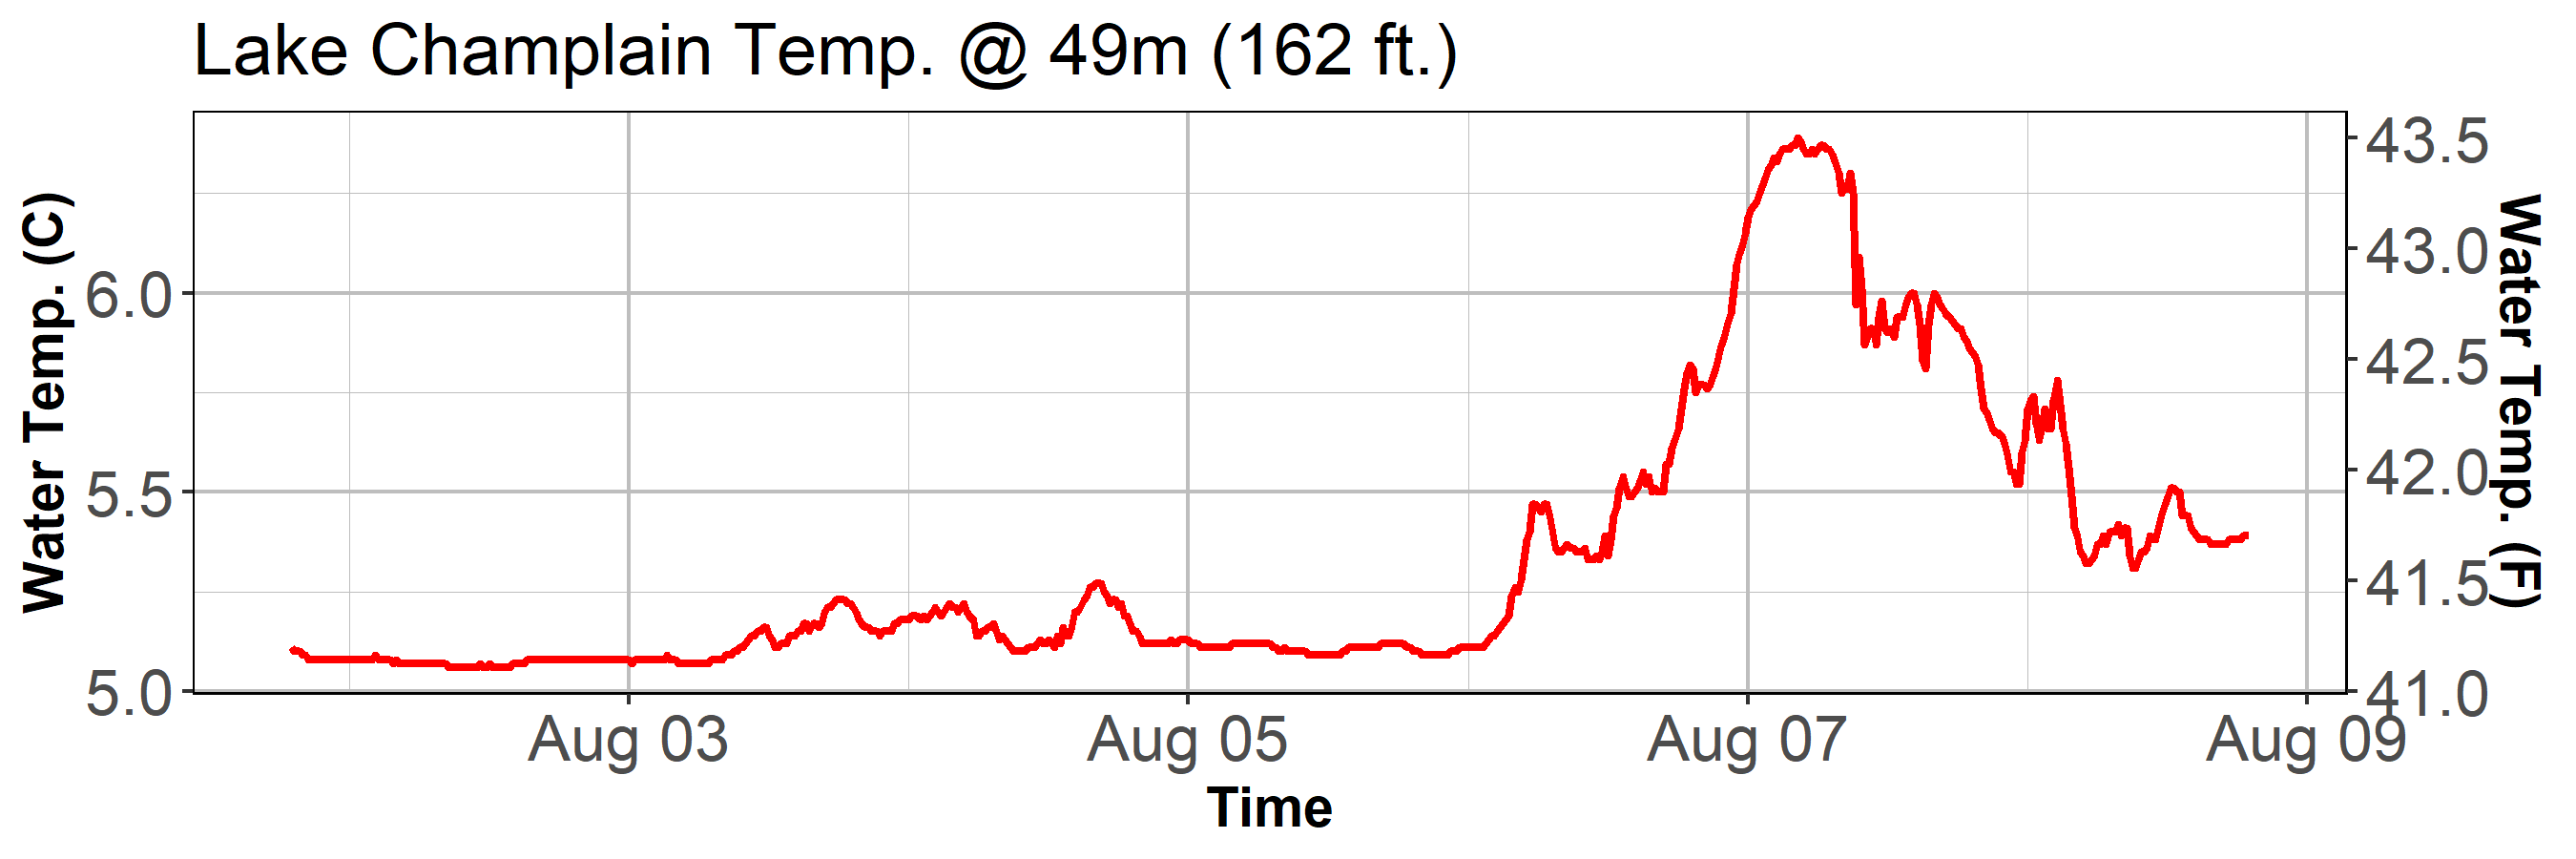 Lake Champlain Temp. @ 49m (162 ft.)
Water Temp. (C)
6.0
5.5
5.0
43.5
43.0
42.5
42.0
41.5
41.0
Water Temp. (F)
Aug 03 Aug 05 Aug 07 Aug 09
Time